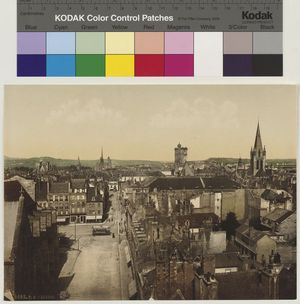 KODAK Color Control Patches
Kodak
Blue
Cyan
Green
Yellow
Red
Magenta
White
3/Color
Black